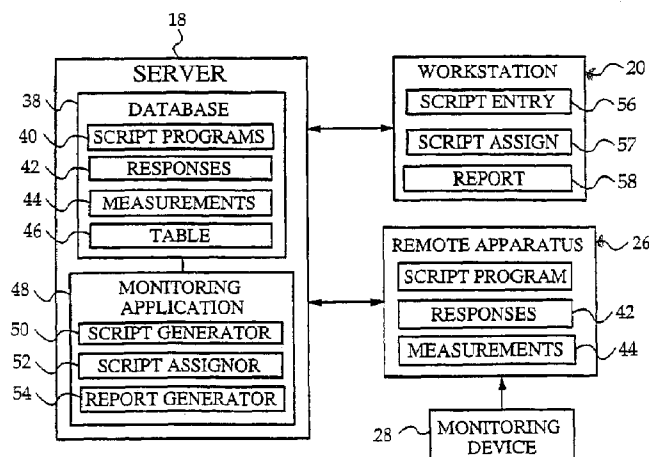 18
SERVER
38
DATABASE
40
SCRIPT PROGRAMS
42
RESPONSES
44
MEASUREMENTS
46
TABLE
48
MONITORING
APPLICATION
50
SCRIPT GENERATOR
52
SCRIPT ASSIGNOR
54
REPORT GENERATOR
WORKSTATION
20
SCRIPT ENTRY
56
SCRIPT ASSIGN
57
REPORT
58
REMOTE APPARATUS
26
SCRIPT PROGRAM
RESPONSES
42
MEASUREMENTS
44
28
MONITORING
DEVICE